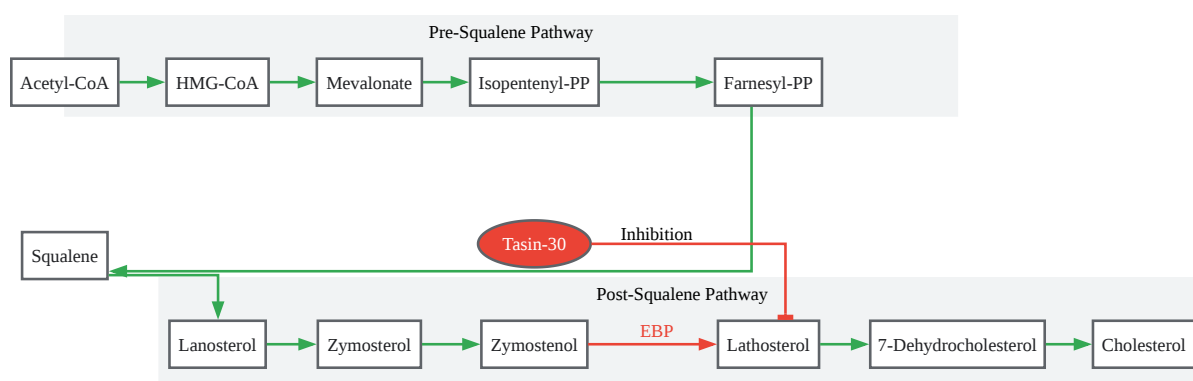 Pre-Squalene Pathway
Acetyl-CoA
HMG-CoA
Mevalonate
Isopentenyl-PP
Farnesyl-PP
Squalene
Tasin-30
Inhibition
Post-Squalene Pathway
Lanosterol
Zymosterol
Zymostenol
EBP
Lathosterol
7-Dehydrocholesterol
Cholesterol